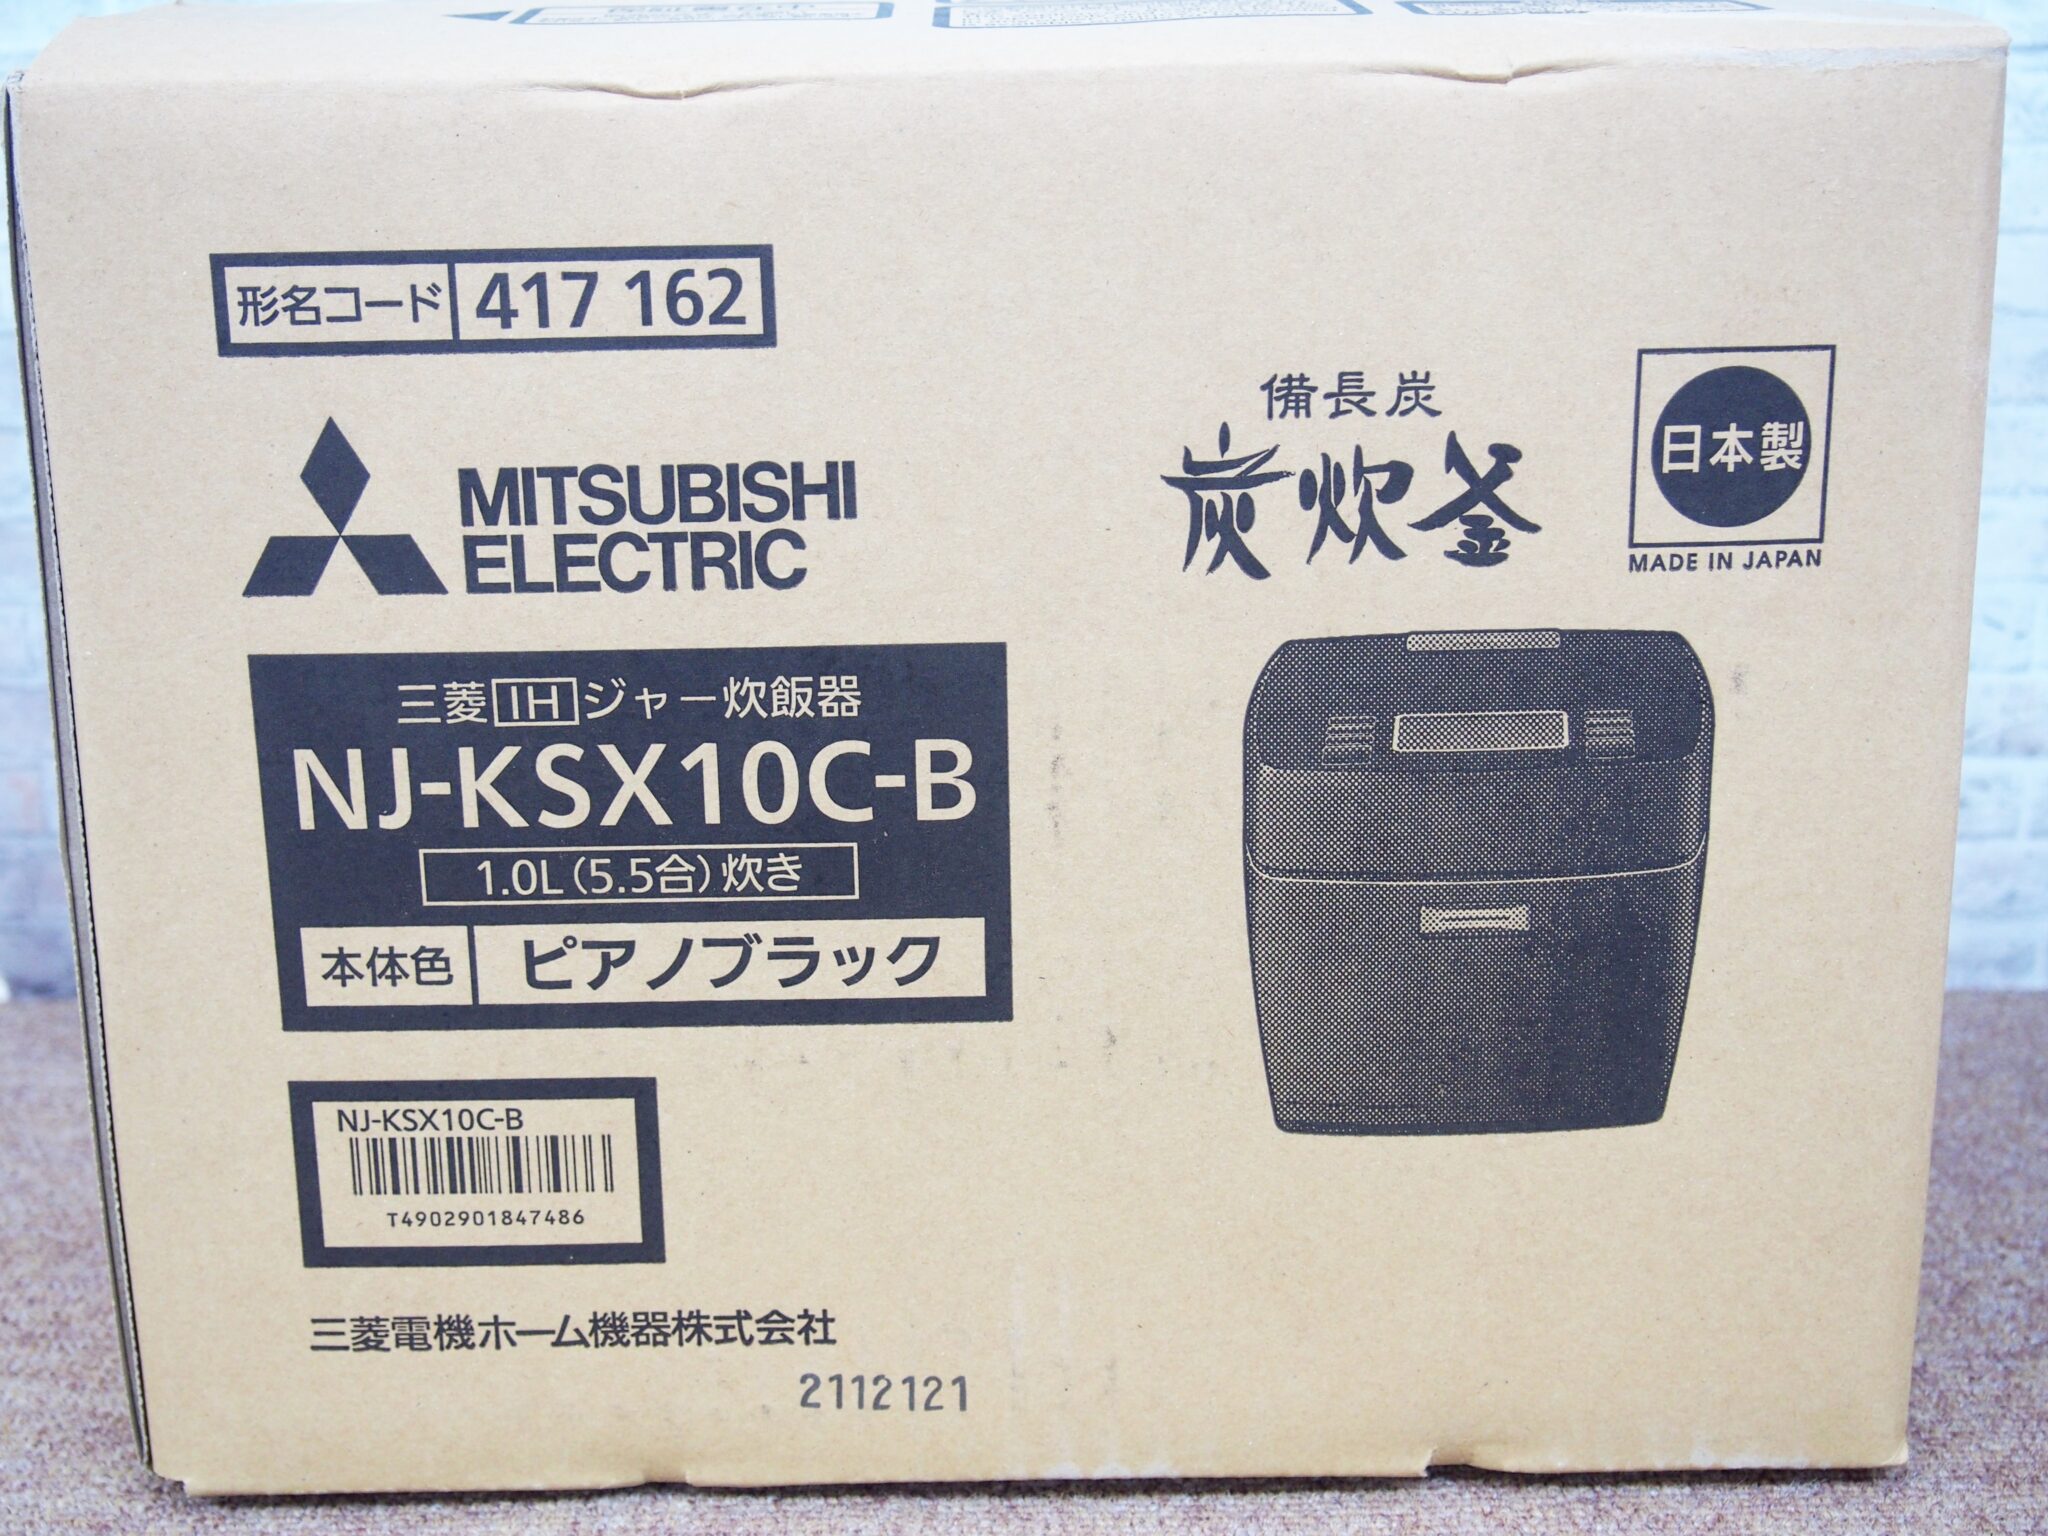 形名コード 417 162
MITSUBISHI
ELECTRIC
備長炭
炭炊釜
日本製
MADE IN JAPAN
三菱IHジャー炊飯器
NJ-KSX10C-B
1.0L(5.5合)炊き
本体色 ピアノブラック
NJ-KSX10C-B
T4902901847486
三菱電機ホーム機器株式会社
2112121